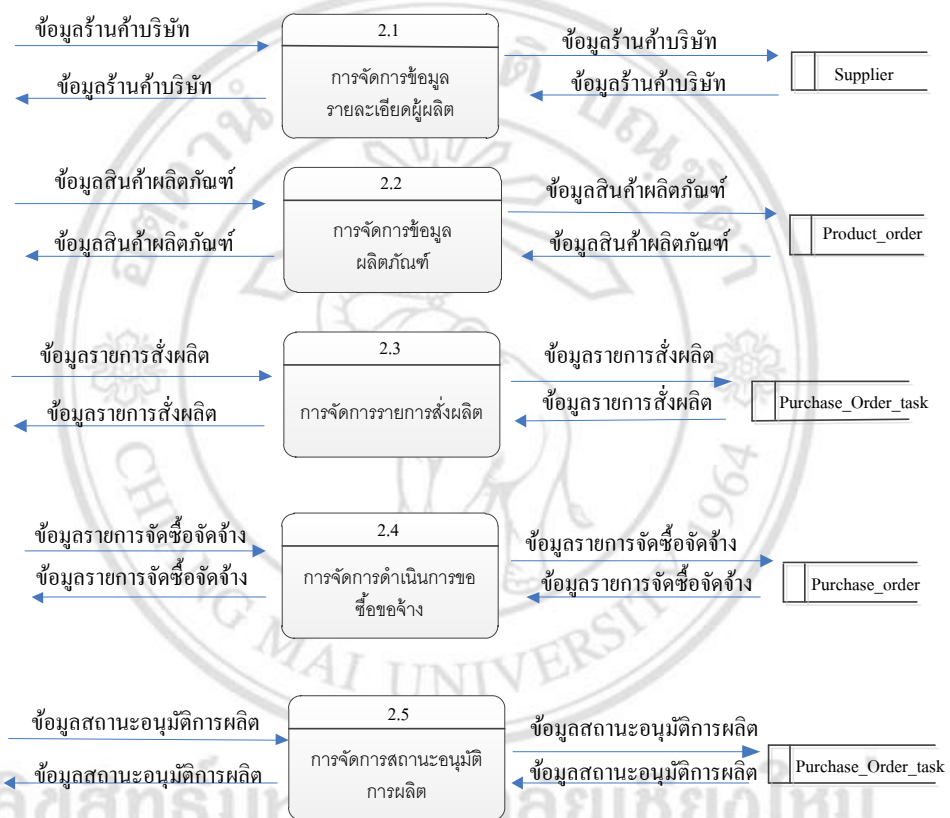 ข้อมูลร้านค้าบริษัท
2.1
ข้อมูลร้านค้าบริษัท
ข้อมูลร้านค้าบริษัท
การจัดการข้อมูล
รายละเอียดผู้ผลิต
ข้อมูลร้านค้าบริษัท
Supplier
ข้อมูลสินค้าผลิตภัณฑ์
2.2
ข้อมูลสินค้าผลิตภัณฑ์
ข้อมูลสินค้าผลิตภัณฑ์
การจัดการข้อมูล
ผลิตภัณฑ์
ข้อมูลสินค้าผลิตภัณฑ์
Product_order
ข้อมูลรายการสั่งผลิต
2.3
ข้อมูลรายการสั่งผลิต
ข้อมูลรายการสั่งผลิต
การจัดการรายการสั่งผลิต
ข้อมูลรายการสั่งผลิต
Purchase_Order_task
ข้อมูลรายการจัดซื้อจัดจ้าง
2.4
ข้อมูลรายการจัดซื้อจัดจ้าง
ข้อมูลรายการจัดซื้อจัดจ้าง
การจัดการดำเนินการขอ
ซื้อขอจ้าง
ข้อมูลรายการจัดซื้อจัดจ้าง
Purchase_order
ข้อมูลสถานะอนุมัติการผลิต
2.5
ข้อมูลสถานะอนุมัติการผลิต
ข้อมูลสถานะอนุมัติการผลิต
การจัดการสถานะอนุมัติ
การผลิต
ข้อมูลสถานะอนุมัติการผลิต
Purchase_Order_task
CHIANG MAI UNIVERSITY 1964